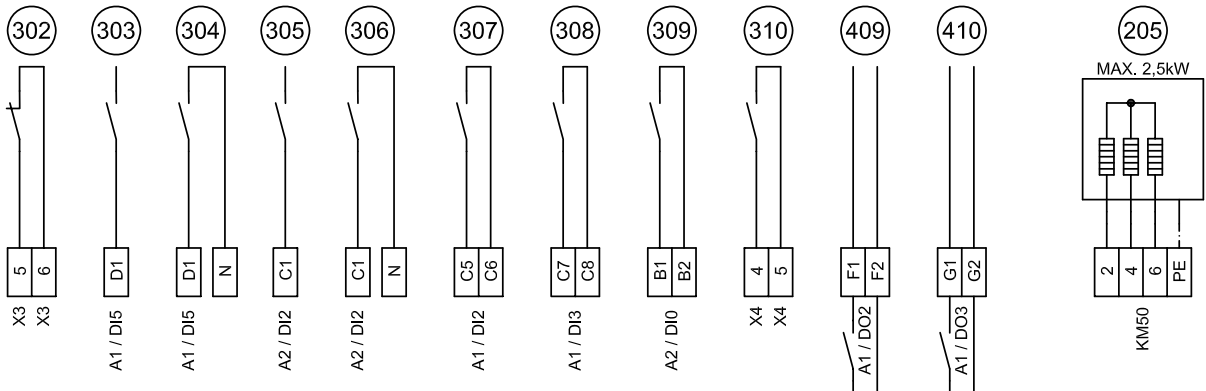 302 303 304 305 306 307 308 309 310 409 410 205
MAX. 2,5kW
5 6 D1 D1 N C1 C1 N C5 C6 C7 C8 B1 B2 4 5 F1 F2 G1 G2 2 4 6 PE
X3 X3 A1 / DI5 A1 / DI5 A2 / DI2 A2 / DI2 A1 / DI2 A1 / DI3 A2 / DI0 X4 X4 A1 / DO2 A1 / DO3 KM50